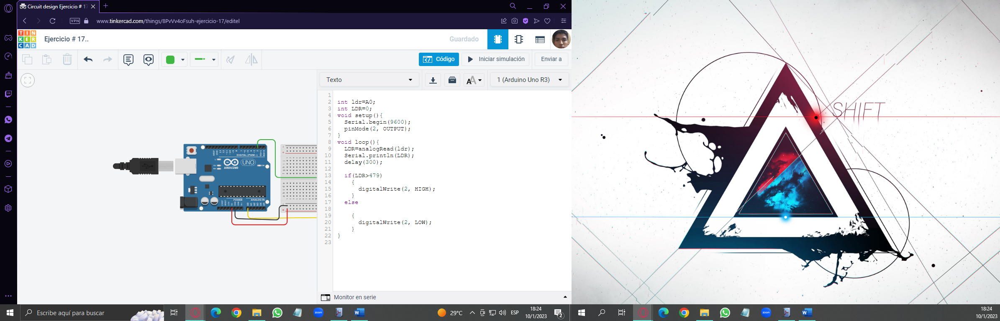 Circuit design Ejercicio # 17
VPN
www.tinkercad.com/things/8PvVv4oFsuh-ejercicio-17/editel
TIN
KER
CAD
Ejercicio # 17..
Guardado
Código
Iniciar simulación
Enviar a
Texto
1 (Arduino Uno R3)
1
2 int ldr=A0;
3 int LDR=0;
4 void setup(){
5 Serial.begin(9600);
6 pinMode(2, OUTPUT);
7 }
8 void loop(){
9 LDR=analogRead(ldr);
10 Serial.println(LDR);
11 delay(300);
12
13 if(LDR>479)
14 {
15 digitalWrite(2, HIGH);
16 }
17 else
18
19 {
20 digitalWrite(2, LOW);
21 }
22 }
23
DIGITAL (PWM~)
UNO
ARDUINO
POWER
ANALOG IN
Monitor en serie
SHIFT
Escribe aquí para buscar
zoom
29°C
ESP
18:24
10/1/2023
2
zoom
18:24
10/1/2023